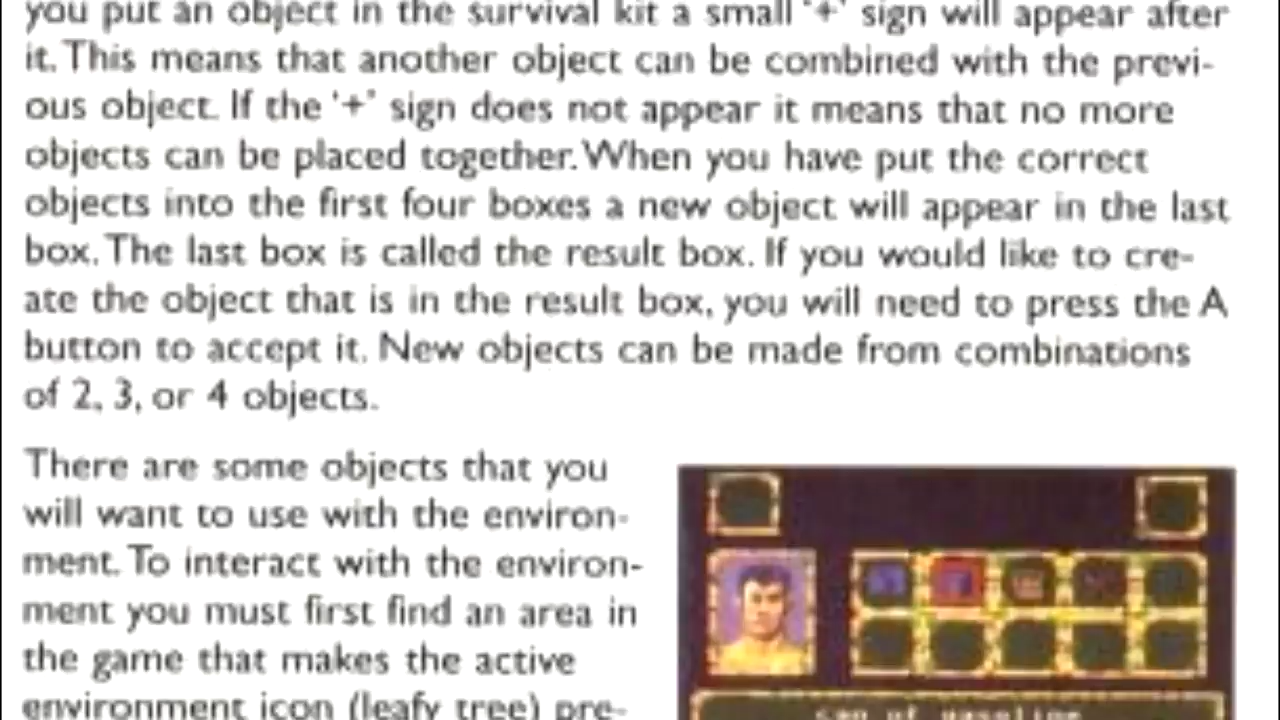 you put an object in the survival kit a small '+' sign will appear after
it. This means that another object can be combined with the previ-
ous object. If the '+' sign does not appear it means that no more
objects can be placed together. When you have put the correct
objects into the first four boxes a new object will appear in the last
box. The last box is called the result box. If you would like to cre-
ate the object that is in the result box, you will need to press the A
button to accept it. New objects can be made from combinations
of 2, 3, or 4 objects.
There are some objects that you
will want to use with the environ-
ment. To interact with the environ-
ment you must first find an area in
the game that makes the active
environment icon (leafy tree) pre-
can of gasoline